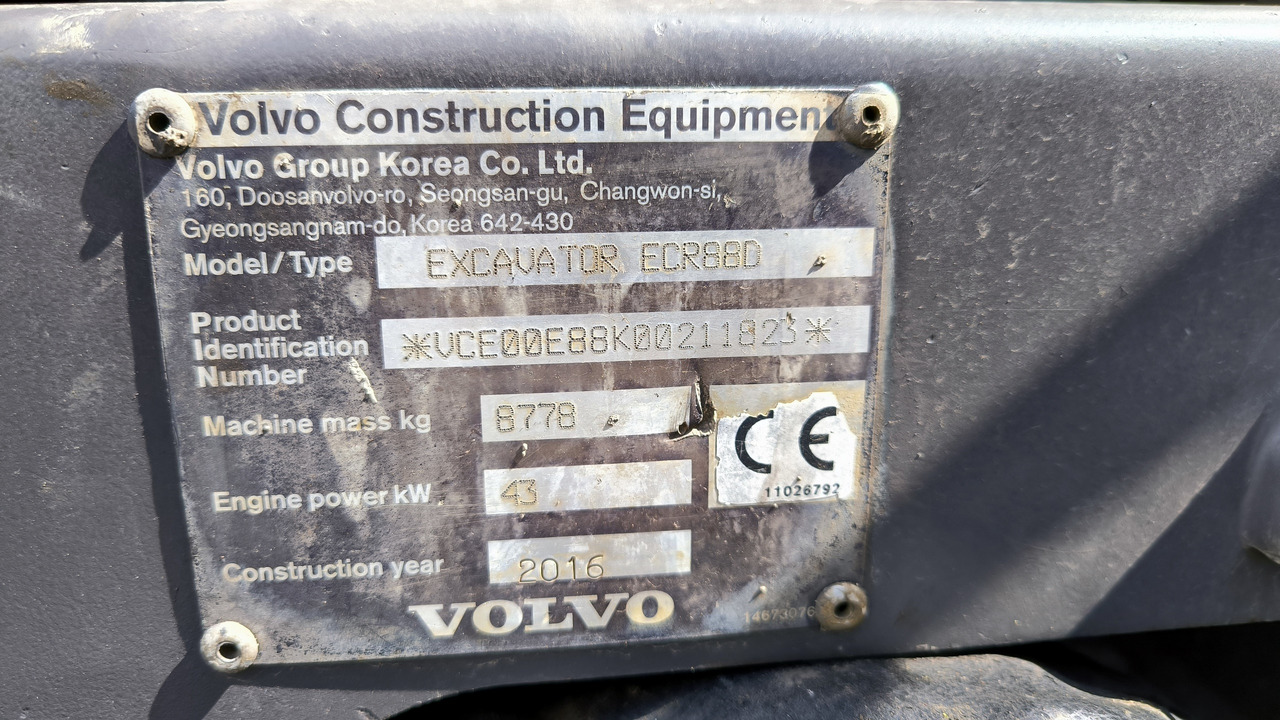 Volvo Construction Equipment
Volvo Group Korea Co. Ltd.
160, Doosanvolvo-ro, Seongsan-gu, Changwon-si,
Gyeongsangnam-do, Korea 642-430
Model/Type EXCAVATOR ECR88D
Product
Identification
Number *VCE00E88K00211823*
Machine mass kg 8778
CE
11026792
Engine power kW 43
Construction year 2016
VOLVO
14673076